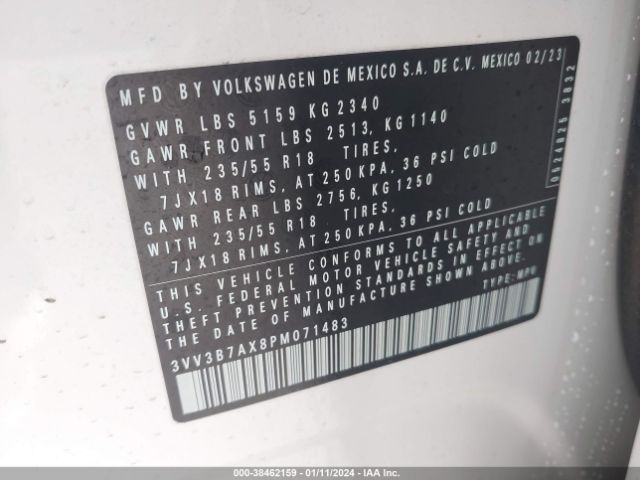 MFD BY VOLKSWAGEN DE MEXICO S.A. DE C.V. MEXICO 02/23
GVWR LBS 5159 KG 2340
GAWR FRONT LBS 2513, KG 1140
WITH 235/55 R18 TIRES,
7JX18 RIMS, AT 250KPA, 36 PSI COLD
GAWR REAR LBS 2756, KG 1250
WITH 235/55 R18 TIRES,
7JX18 RIMS, AT 250KPA, 36 PSI COLD
THIS VEHICLE CONFORMS TO ALL APPLICABLE
U.S. FEDERAL MOTOR VEHICLE SAFETY AND
THEFT PREVENTION STANDARDS IN EFFECT ON
THE DATE OF MANUFACTURE SHOWN ABOVE.
TYPE: MPV
3VV3B7AX8PM071483
0624825 3832
000-38462159 - 01/11/2024 - IAA Inc.